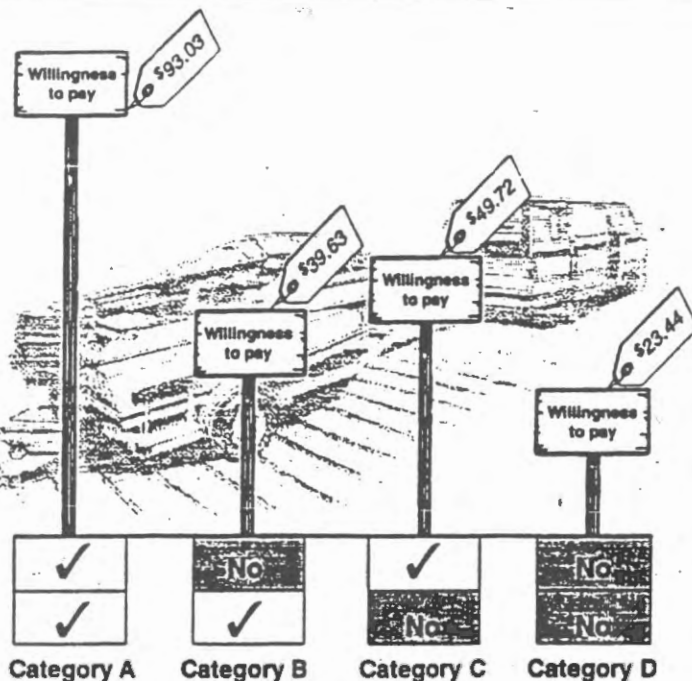 Willingness
to pay
$93.03
Willingness
to pay
$39.63
Willingness
to pay
$49.72
Willingness
to pay
$23.44
✓ No ✓ No
✓ ✓ No No
Category A Category B Category C Category D